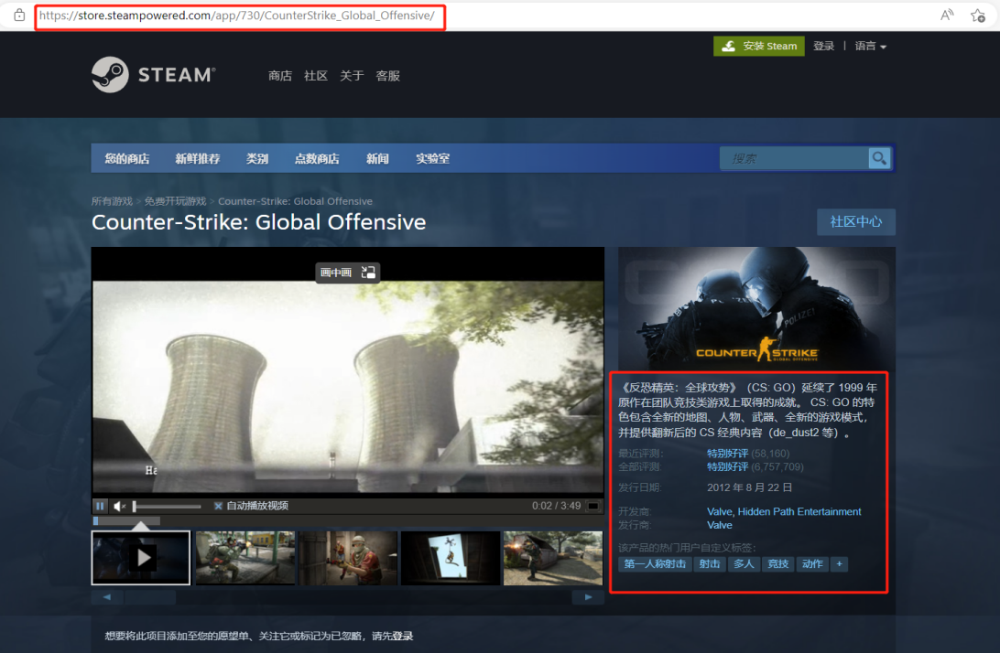 https://store.steampowered.com/app/730/CounterStrike_Global_Offensive/
安装 Steam 登录 | 语言
STEAM®
商店 社区 关于 客服
您的商店 新鲜推荐 类别 点数商店 新闻 实验室 搜索
所有游戏 > 免费开玩游戏 > Counter-Strike: Global Offensive
Counter-Strike: Global Offensive
社区中心
画中画
POLIZEI
COUNTER STRIKE
GLOBAL OFFENSIVE
《反恐精英：全球攻势》（CS: GO）延续了 1999 年
原作在团队竞技类游戏上取得的成就。 CS: GO 的特
色包含全新的地图、人物、武器、全新的游戏模式，
并提供翻新后的 CS 经典内容（de_dust2 等）。
最近评测: 特别好评 (58,160)
全部评测: 特别好评 (6,757,709)
发行日期: 2012 年 8 月 22 日
开发商: Valve, Hidden Path Entertainment
发行商: Valve
该产品的热门用户自定义标签:
第一人称射击 射击 多人 竞技 动作 +
Ha
自动播放视频 0:02 / 3:49
想要将此项目添加至您的愿望单、关注它或标记为已忽略，请先登录